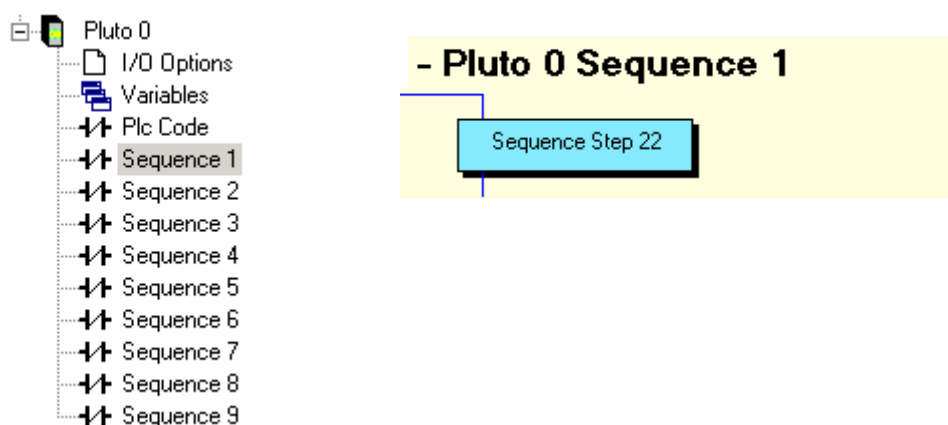 Pluto 0
I/O Options
Variables
Plc Code
Sequence 1
Sequence 2
Sequence 3
Sequence 4
Sequence 5
Sequence 6
Sequence 7
Sequence 8
Sequence 9
- Pluto 0 Sequence 1
Sequence Step 22